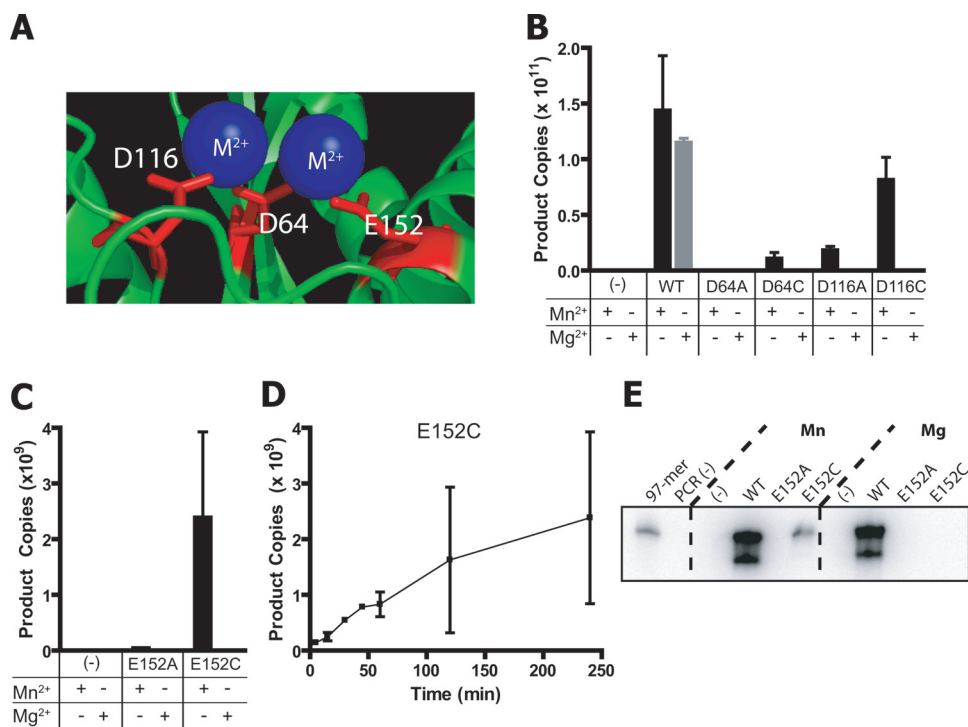 A
D116
M²⁺
M²⁺
D64
E152
B
Product Copies (x 10¹¹)
2.0
1.5
1.0
0.5
0.0
(-) WT D64A D64C D116A D116C
Mn²⁺ + - + - + - + - + - + -
Mg²⁺ - + - + - + - + - + - +
C
Product Copies (x10⁹)
4
3
2
1
0
(-) E152A E152C
Mn²⁺ + - + - + -
Mg²⁺ - + - + - +
D
E152C
Product Copies (x 10⁹)
4
3
2
1
0
0 50 100 150 200 250
Time (min)
E
Mn Mg
97-mer PCR (-) (-) WT E152A E152C (-) WT E152A E152C